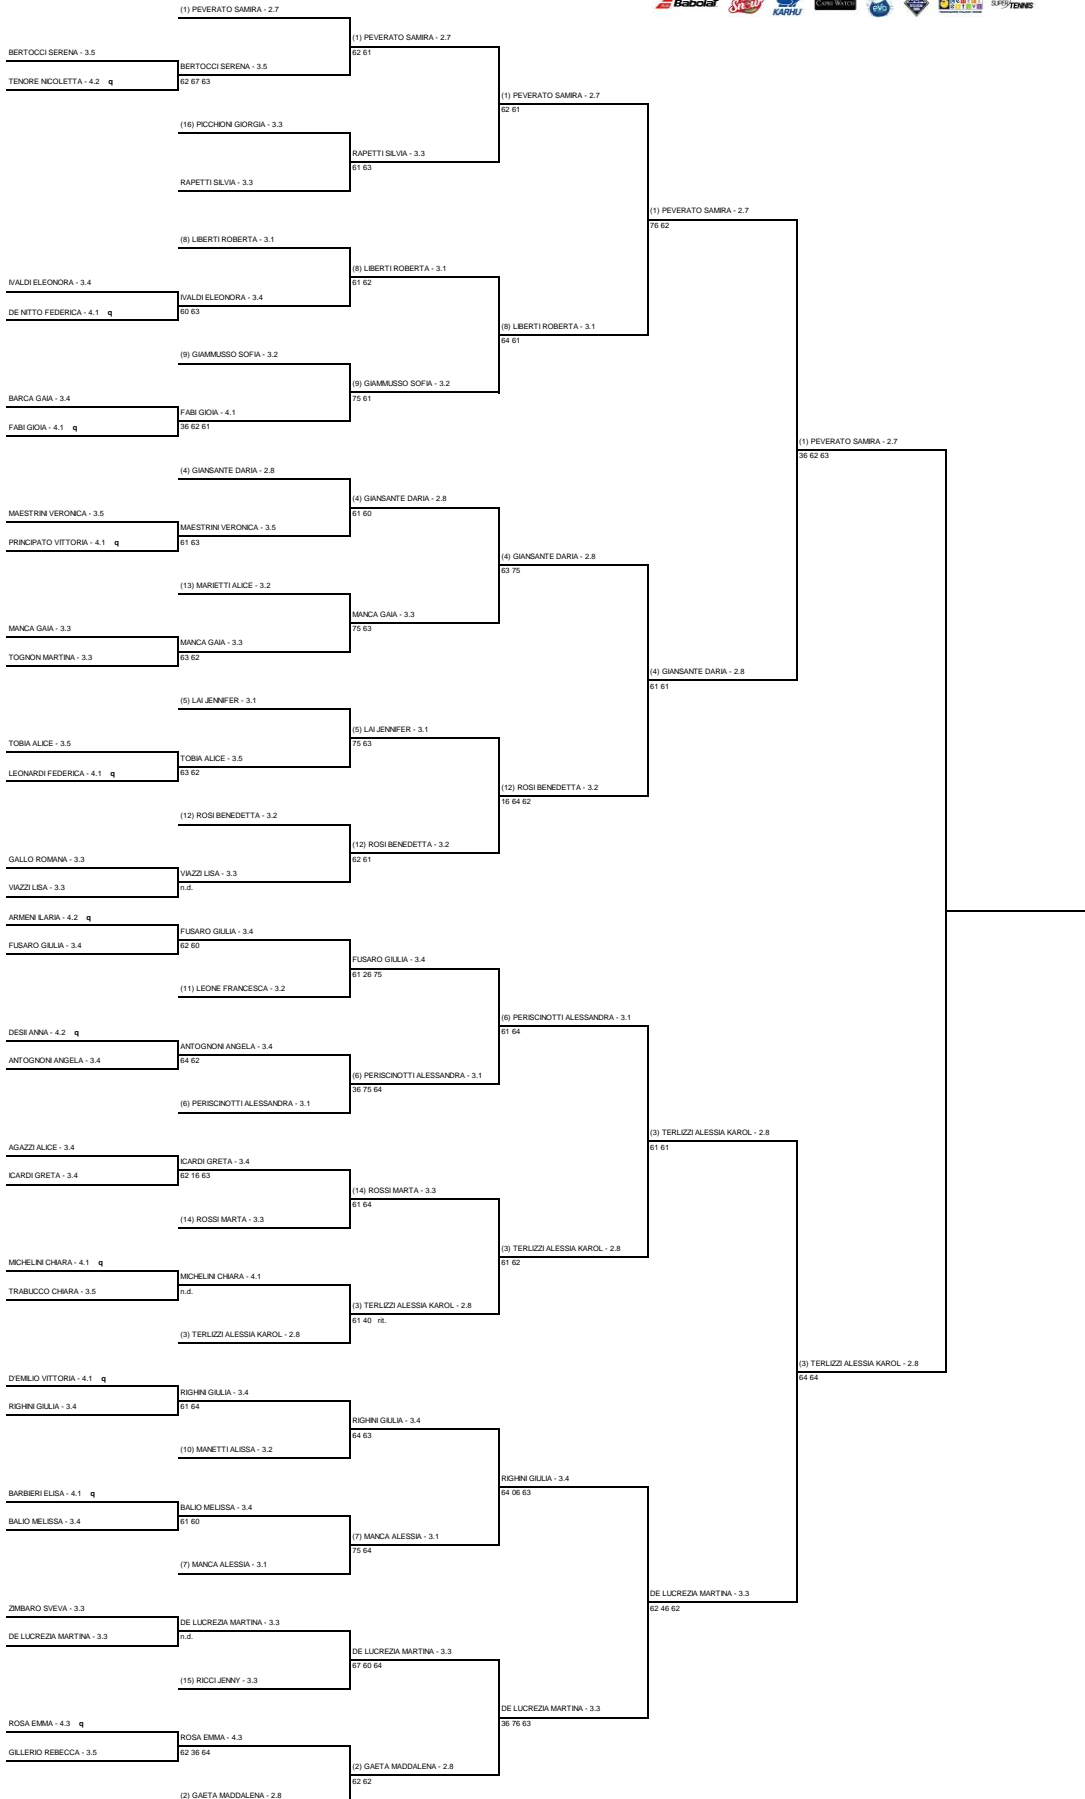 Babolat
Snow
KARHU
CAPRI WATCH
eva
SUPER TENNIS
(1) PEVERATO SAMIRA - 2.7
(1) PEVERATO SAMIRA - 2.7
62 61
BERTOCCI SERENA - 3.5
BERTOCCI SERENA - 3.5
TENORE NICOLETTA - 4.2 q
62 67 63
(1) PEVERATO SAMIRA - 2.7
62 61
(16) PICCHIONI GIORGIA - 3.3
RAPETTI SILVIA - 3.3
61 63
RAPETTI SILVIA - 3.3
(1) PEVERATO SAMIRA - 2.7
76 62
(8) LIBERTI ROBERTA - 3.1
(8) LIBERTI ROBERTA - 3.1
61 62
IVALDI ELEONORA - 3.4
IVALDI ELEONORA - 3.4
DE NITTO FEDERICA - 4.1 q
60 63
(8) LIBERTI ROBERTA - 3.1
64 61
(9) GIAMMUSSO SOFIA - 3.2
(9) GIAMMUSSO SOFIA - 3.2
75 61
BARCA GAIA - 3.4
FABI GIOIA - 4.1
FABI GIOIA - 4.1 q
36 62 61
(1) PEVERATO SAMIRA - 2.7
36 62 63
(4) GIANSANTE DARIA - 2.8
(4) GIANSANTE DARIA - 2.8
61 60
MAESTRINI VERONICA - 3.5
MAESTRINI VERONICA - 3.5
PRINCIPATO VITTORIA - 4.1 q
61 63
(4) GIANSANTE DARIA - 2.8
63 75
(13) MARIETTI ALICE - 3.2
MANCA GAIA - 3.3
75 63
MANCA GAIA - 3.3
MANCA GAIA - 3.3
TOGNON MARTINA - 3.3
63 62
(4) GIANSANTE DARIA - 2.8
61 61
(5) LAI JENNIFER - 3.1
(5) LAI JENNIFER - 3.1
75 63
TOBIA ALICE - 3.5
TOBIA ALICE - 3.5
LEONARDI FEDERICA - 4.1 q
63 62
(12) ROSI BENEDETTA - 3.2
16 64 62
(12) ROSI BENEDETTA - 3.2
(12) ROSI BENEDETTA - 3.2
62 61
GALLO ROMANA - 3.3
VIAZZI LISA - 3.3
VIAZZI LISA - 3.3
n.d.
ARMENI ILARIA - 4.2 q
FUSARO GIULIA - 3.4
FUSARO GIULIA - 3.4
62 60
FUSARO GIULIA - 3.4
61 26 75
(11) LEONE FRANCESCA - 3.2
(6) PERISCINOTTI ALESSANDRA - 3.1
61 64
DESII ANNA - 4.2 q
ANTOGNONI ANGELA - 3.4
ANTOGNONI ANGELA - 3.4
64 62
(6) PERISCINOTTI ALESSANDRA - 3.1
36 75 64
(6) PERISCINOTTI ALESSANDRA - 3.1
(3) TERLIZZI ALESSIA KAROL - 2.8
61 61
AGAZZI ALICE - 3.4
ICARDI GRETA - 3.4
ICARDI GRETA - 3.4
62 16 63
(14) ROSSI MARTA - 3.3
61 64
(14) ROSSI MARTA - 3.3
(3) TERLIZZI ALESSIA KAROL - 2.8
61 62
MICHELINI CHIARA - 4.1 q
MICHELINI CHIARA - 4.1
TRABUCCO CHIARA - 3.5
n.d.
(3) TERLIZZI ALESSIA KAROL - 2.8
61 40 rit.
(3) TERLIZZI ALESSIA KAROL - 2.8
(3) TERLIZZI ALESSIA KAROL - 2.8
64 64
D'EMILIO VITTORIA - 4.1 q
RIGHINI GIULIA - 3.4
RIGHINI GIULIA - 3.4
61 64
RIGHINI GIULIA - 3.4
64 63
(10) MANETTI ALISSA - 3.2
RIGHINI GIULIA - 3.4
64 06 63
BARBIERI ELISA - 4.1 q
BALIO MELISSA - 3.4
BALIO MELISSA - 3.4
61 60
(7) MANCA ALESSIA - 3.1
75 64
(7) MANCA ALESSIA - 3.1
DE LUCREZIA MARTINA - 3.3
62 46 62
ZIMBARO SVEVA - 3.3
DE LUCREZIA MARTINA - 3.3
DE LUCREZIA MARTINA - 3.3
n.d.
DE LUCREZIA MARTINA - 3.3
67 60 64
(15) RICCI JENNY - 3.3
DE LUCREZIA MARTINA - 3.3
36 76 63
ROSA EMMA - 4.3 q
ROSA EMMA - 4.3
GILLERIO REBECCA - 3.5
62 36 64
(2) GAETA MADDALENA - 2.8
62 62
(2) GAETA MADDALENA - 2.8